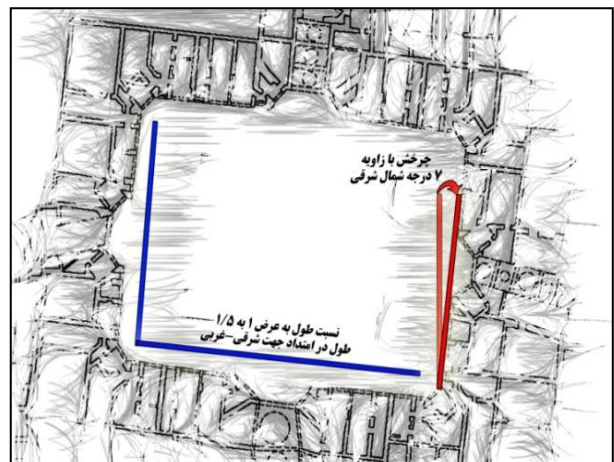 چرخش با زاویه
۷ درجه شمال شرقی
نسبت طول به عرض ۱ به ۱/۵
طول در امتداد جهت شرقی-غربی